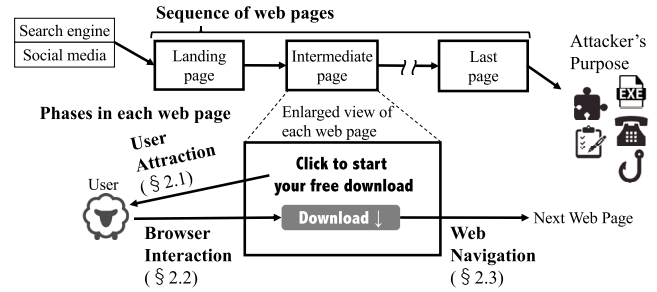 Sequence of web pages
Search engine
Social media
Landing
page
Intermediate
page
Last
page
Attacker's
Purpose
EXE
Phases in each web page
Enlarged view of
each web page
User
Attraction
(§ 2.1)
User
Click to start
your free download
Download ↓
Next Web Page
Browser
Interaction
(§ 2.2)
Web
Navigation
(§ 2.3)